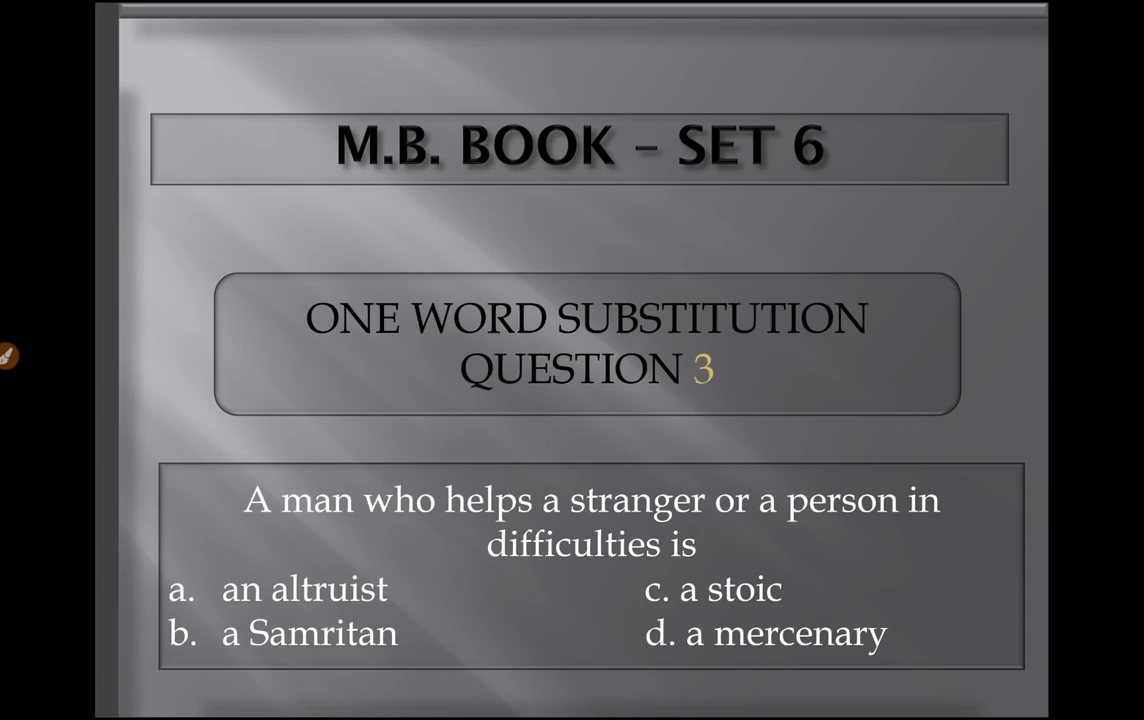 M.B. BOOK – SET 6
ONE WORD SUBSTITUTION
QUESTION 3
A man who helps a stranger or a person in
difficulties is
a. an altruist c. a stoic
b. a Samritan d. a mercenary